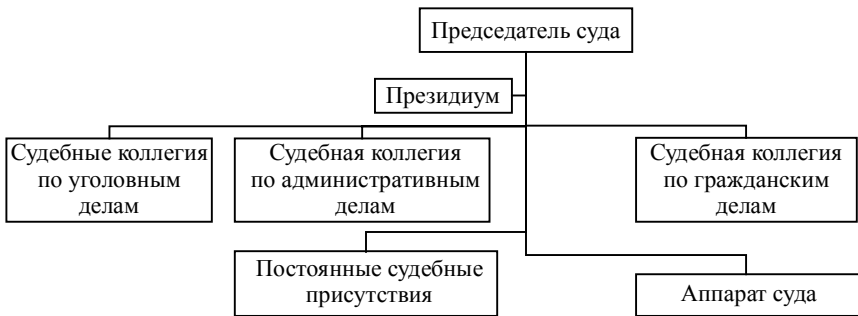 Председатель суда
Президиум
Судебные коллегия
по уголовным
делам
Судебная коллегия
по административным
делам
Судебная коллегия
по гражданским
делам
Постоянные судебные
присутствия
Аппарат суда